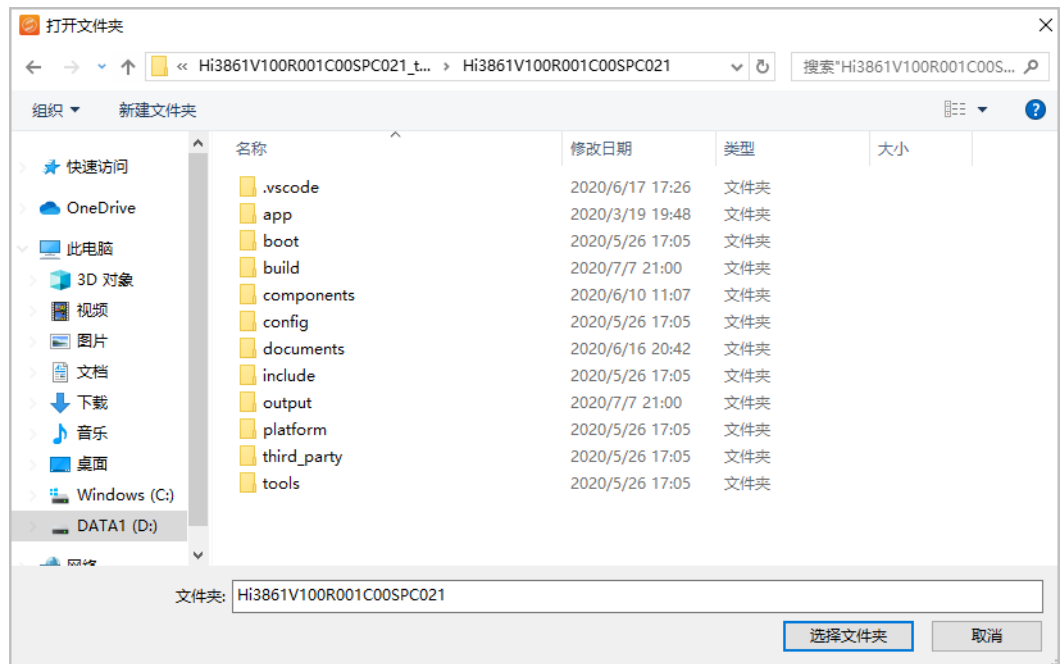 打开文件夹
« Hi3861V100R001C00SPC021_t... › Hi3861V100R001C00SPC021
搜索"Hi3861V100R001C00S...
组织 新建文件夹
名称 修改日期 类型 大小
快速访问
OneDrive
此电脑
3D 对象
视频
图片
文档
下载
音乐
桌面
Windows (C:)
DATA1 (D:)
.vscode 2020/6/17 17:26 文件夹
app 2020/3/19 19:48 文件夹
boot 2020/5/26 17:05 文件夹
build 2020/7/7 21:00 文件夹
components 2020/6/10 11:07 文件夹
config 2020/5/26 17:05 文件夹
documents 2020/6/16 20:42 文件夹
include 2020/5/26 17:05 文件夹
output 2020/7/7 21:00 文件夹
platform 2020/5/26 17:05 文件夹
third_party 2020/5/26 17:05 文件夹
tools 2020/5/26 17:05 文件夹
文件夹: Hi3861V100R001C00SPC021
选择文件夹 取消